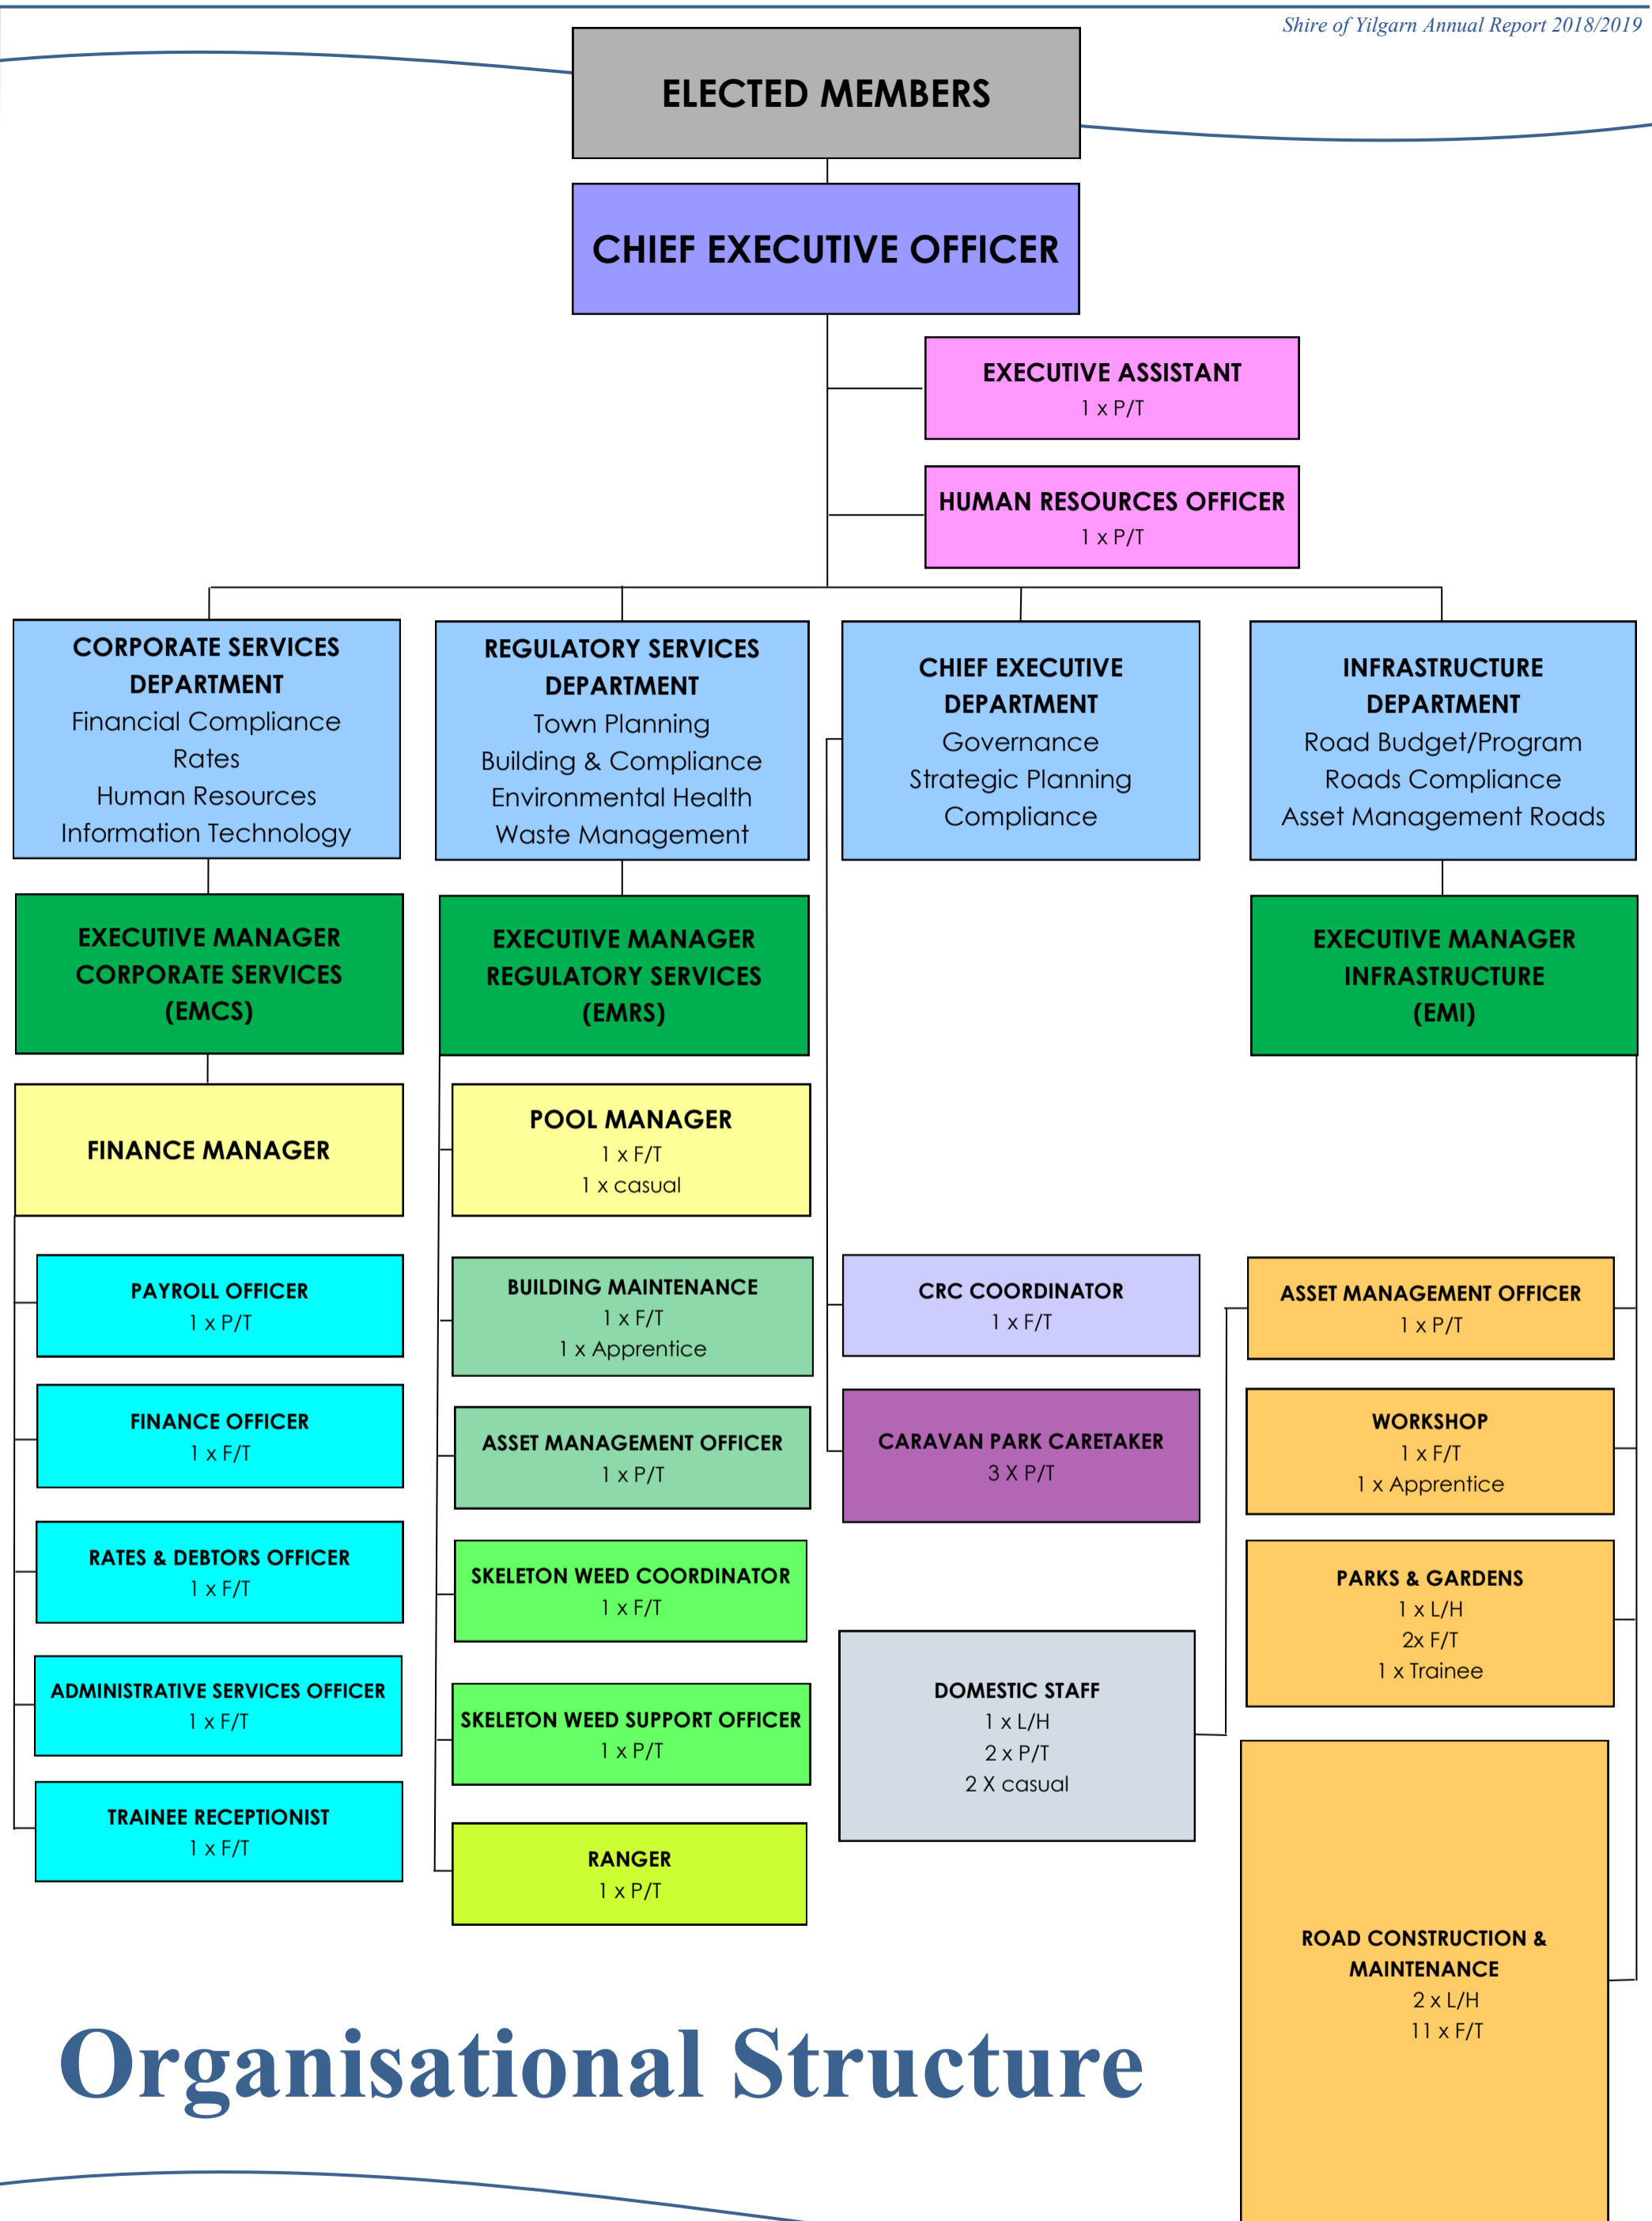 Shire of Yilgarn Annual Report 2018/2019
ELECTED MEMBERS
CHIEF EXECUTIVE OFFICER
EXECUTIVE ASSISTANT
1 x P/T
HUMAN RESOURCES OFFICER
1 x P/T
CORPORATE SERVICES
DEPARTMENT
Financial Compliance
Rates
Human Resources
Information Technology
REGULATORY SERVICES
DEPARTMENT
Town Planning
Building & Compliance
Environmental Health
Waste Management
CHIEF EXECUTIVE
DEPARTMENT
Governance
Strategic Planning
Compliance
INFRASTRUCTURE
DEPARTMENT
Road Budget/Program
Roads Compliance
Asset Management Roads
EXECUTIVE MANAGER
CORPORATE SERVICES
(EMCS)
EXECUTIVE MANAGER
REGULATORY SERVICES
(EMRS)
EXECUTIVE MANAGER
INFRASTRUCTURE
(EMI)
FINANCE MANAGER
PAYROLL OFFICER
1 x P/T
FINANCE OFFICER
1 x F/T
RATES & DEBTORS OFFICER
1 x F/T
ADMINISTRATIVE SERVICES OFFICER
1 x F/T
TRAINEE RECEPTIONIST
1 x F/T
POOL MANAGER
1 x F/T
1 x casual
BUILDING MAINTENANCE
1 x F/T
1 x Apprentice
ASSET MANAGEMENT OFFICER
1 x P/T
SKELETON WEED COORDINATOR
1 x F/T
SKELETON WEED SUPPORT OFFICER
1 x P/T
RANGER
1 x P/T
CRC COORDINATOR
1 x F/T
CARAVAN PARK CARETAKER
3 X P/T
DOMESTIC STAFF
1 x L/H
2 x P/T
2 X casual
ASSET MANAGEMENT OFFICER
1 x P/T
WORKSHOP
1 x F/T
1 x Apprentice
PARKS & GARDENS
1 x L/H
2x F/T
1 x Trainee
ROAD CONSTRUCTION &
MAINTENANCE
2 x L/H
11 x F/T
Organisational Structure